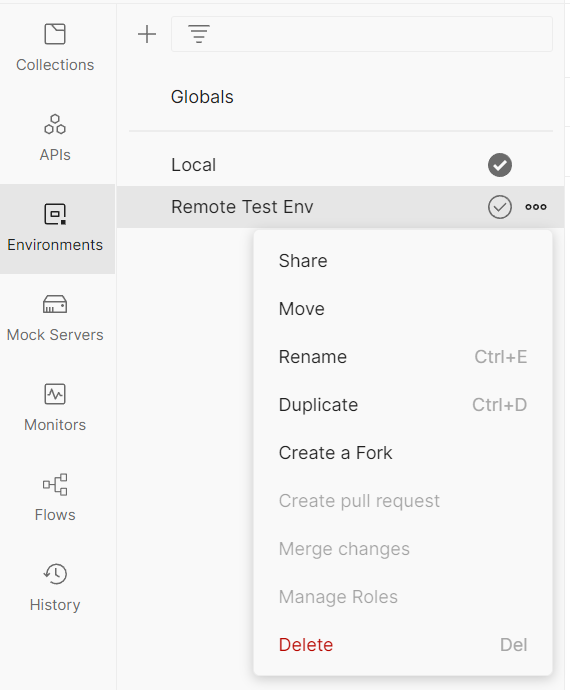 Collections
APIs
Environments
Mock Servers
Monitors
Flows
History
Globals
Local
Remote Test Env
Share
Move
Rename Ctrl+E
Duplicate Ctrl+D
Create a Fork
Create pull request
Merge changes
Manage Roles
Delete Del